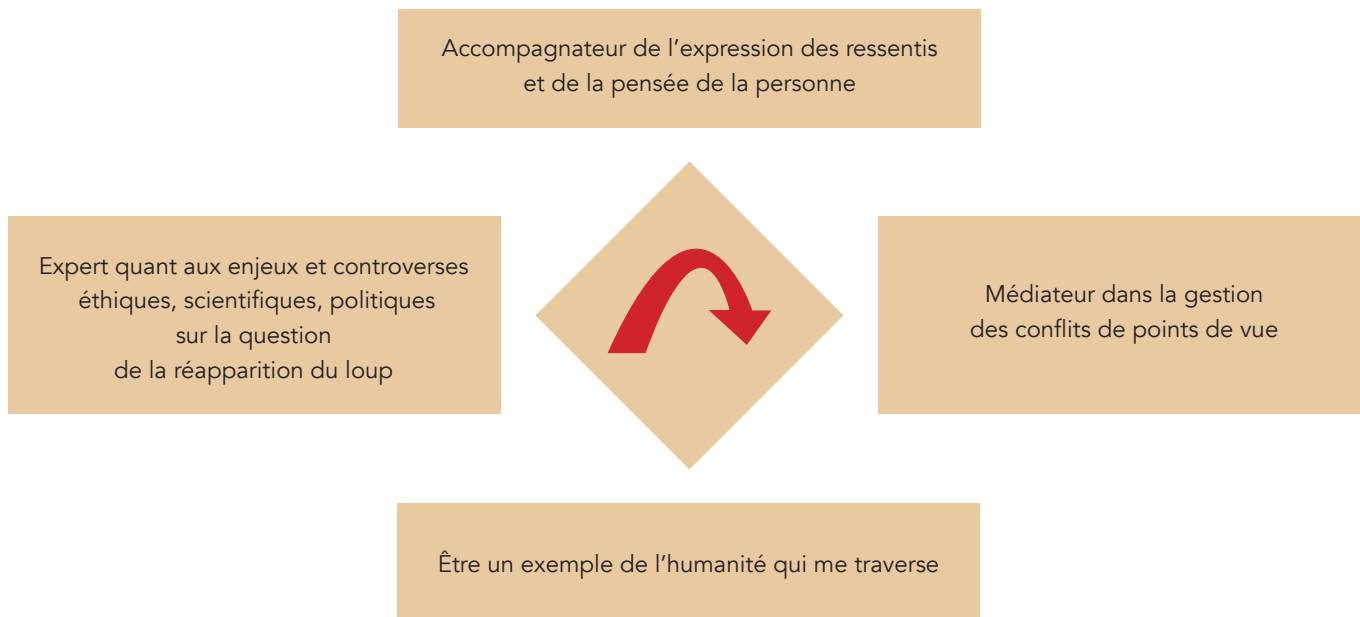 Accompagnateur de l’expression des ressentis
et de la pensée de la personne
Expert quant aux enjeux et controverses
éthiques, scientifiques, politiques
sur la question
de la réapparition du loup
Médiateur dans la gestion
des conflits de points de vue
Être un exemple de l’humanité qui me traverse